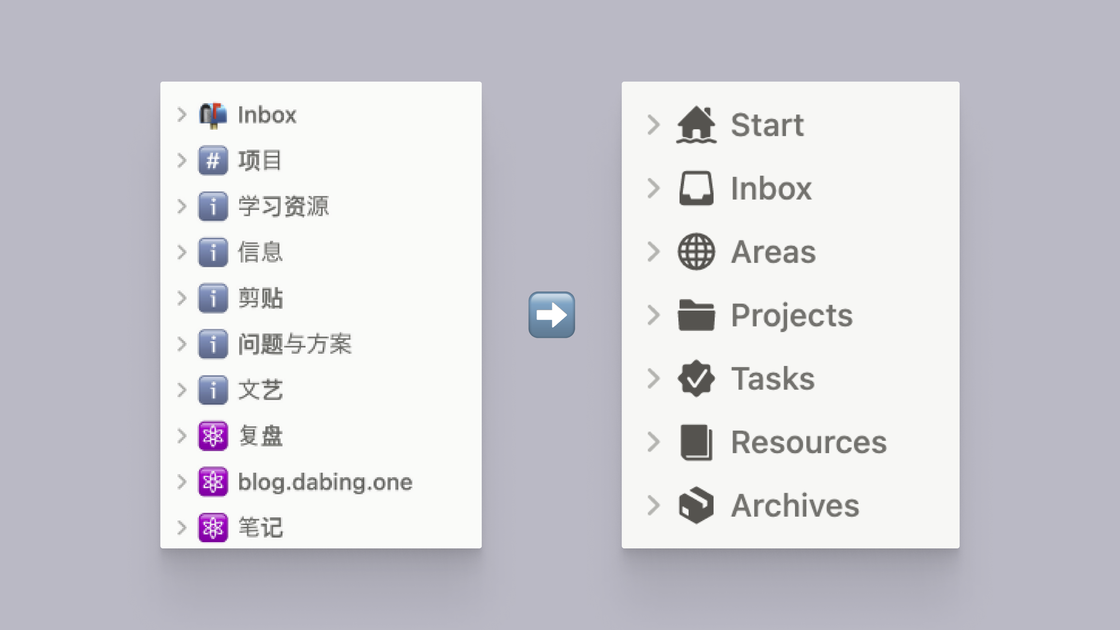 Inbox
项目
学习资源
信息
剪贴
问题与方案
文艺
复盘
blog.dabing.one
笔记
Start
Inbox
Areas
Projects
Tasks
Resources
Archives